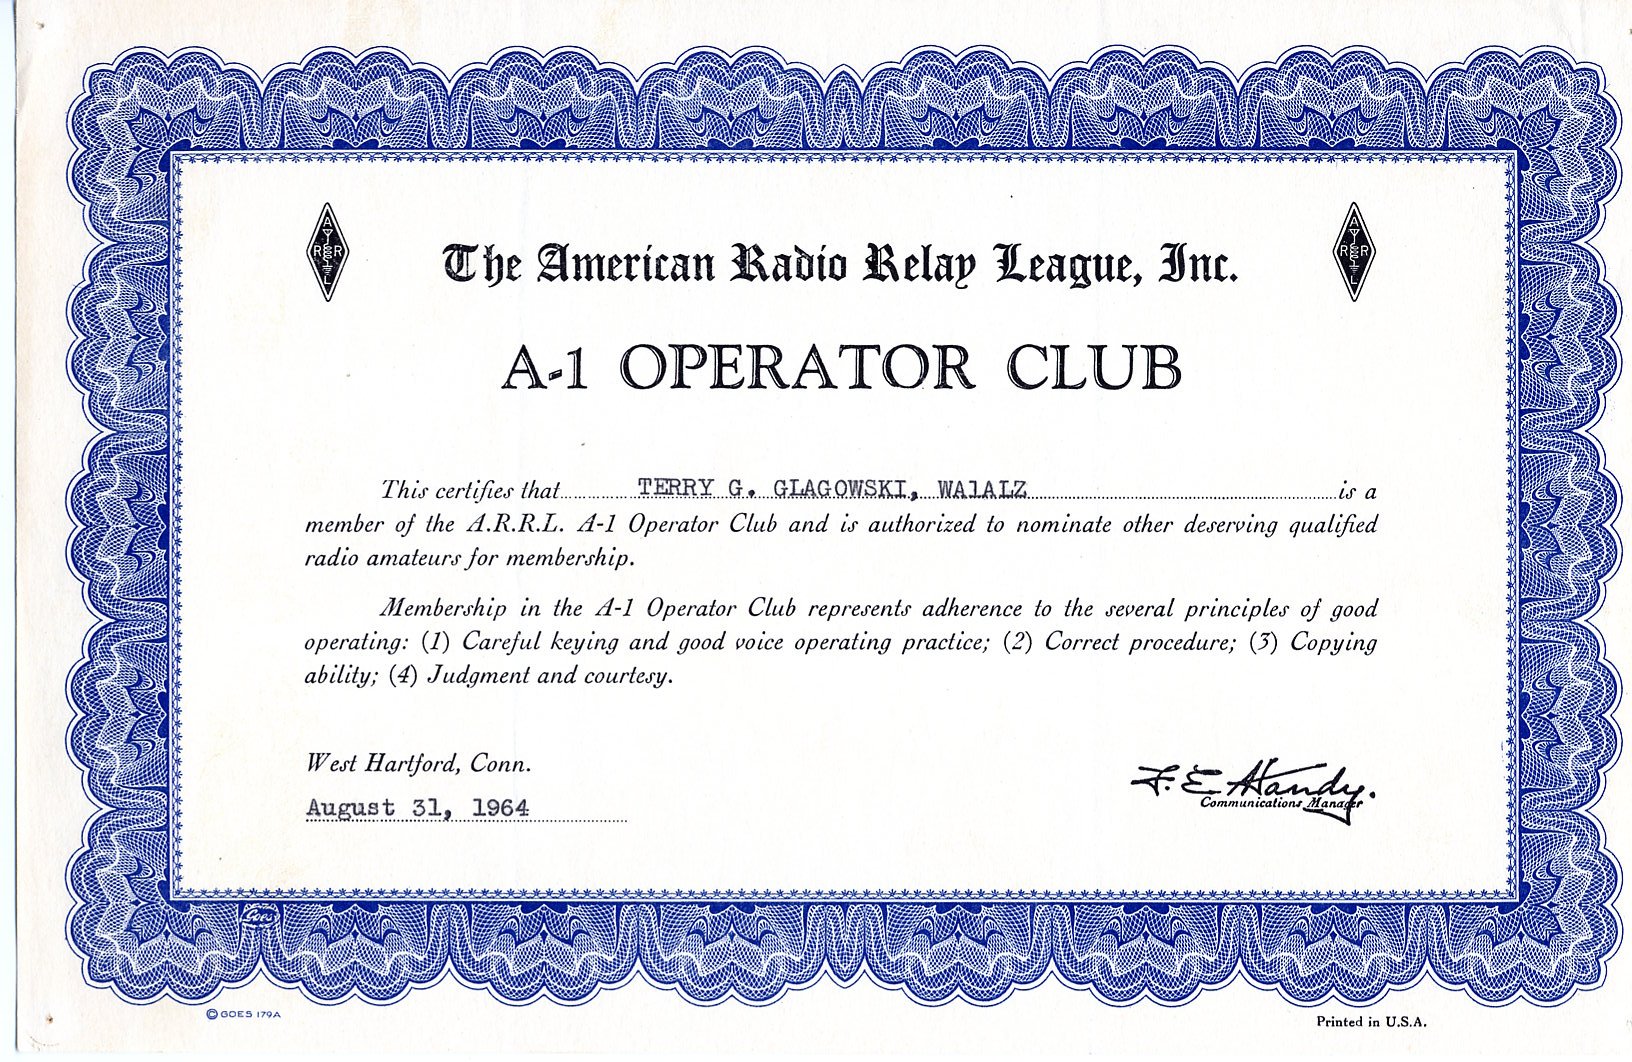 The American Radio Relay League, Inc.
A-1 OPERATOR CLUB
A
R R
L
A
R R
L
This certifies that TERRY G. GLAGOWSKI, WA1ALZ is a
member of the A.R.R.L. A-1 Operator Club and is authorized to nominate other deserving qualified
radio amateurs for membership.
Membership in the A-1 Operator Club represents adherence to the several principles of good
operating: (1) Careful keying and good voice operating practice; (2) Correct procedure; (3) Copying
ability; (4) Judgment and courtesy.
West Hartford, Conn.
August 31, 1964
F. E. Handy.
Communications Manager
GOES
© GOES 179A
Printed in U.S.A.